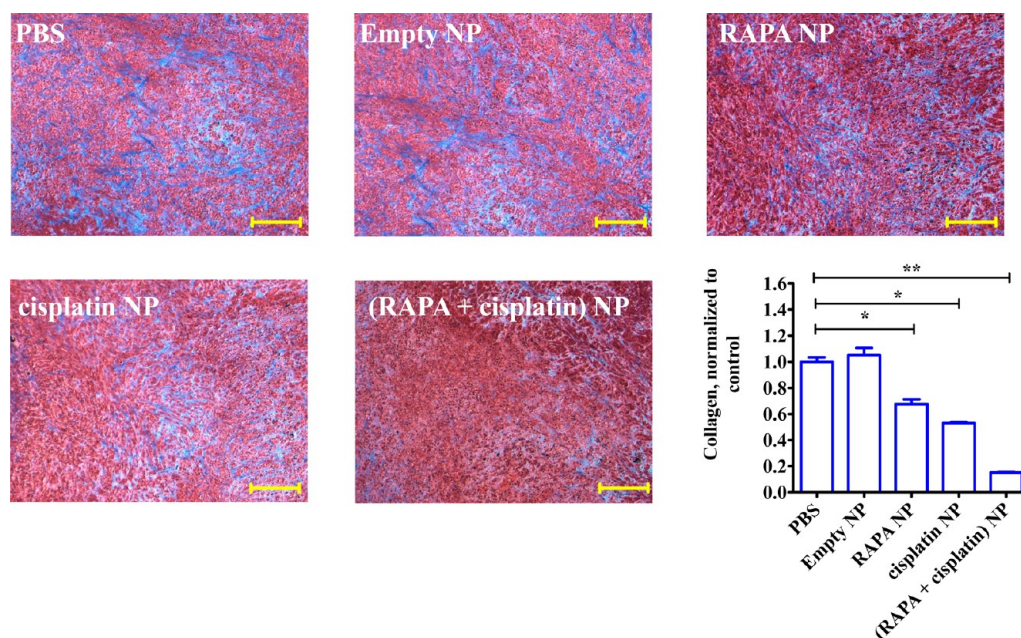 PBS
Empty NP
RAPA NP
cisplatin NP
(RAPA + cisplatin) NP
Collagen, normalized to
control
1.6
1.4
1.2
1.0
0.8
0.6
0.4
0.2
0.0
**
*
*
PBS
Empty NP
RAPA NP
cisplatin NP
(RAPA + cisplatin) NP